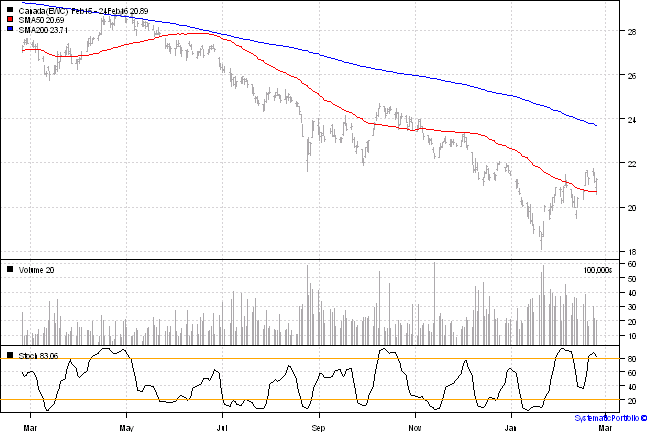 Canada (EWC) Feb15 - 24Feb16 20.89
SMA50 20.69
SMA200 23.71
28
26
24
22
20
18
Volume 20
100,000s
60
50
40
30
20
10
Stoch 83.06
80
60
40
20
Mar May Jul Sep Nov Jan Mar
SystematicPortfolio ©